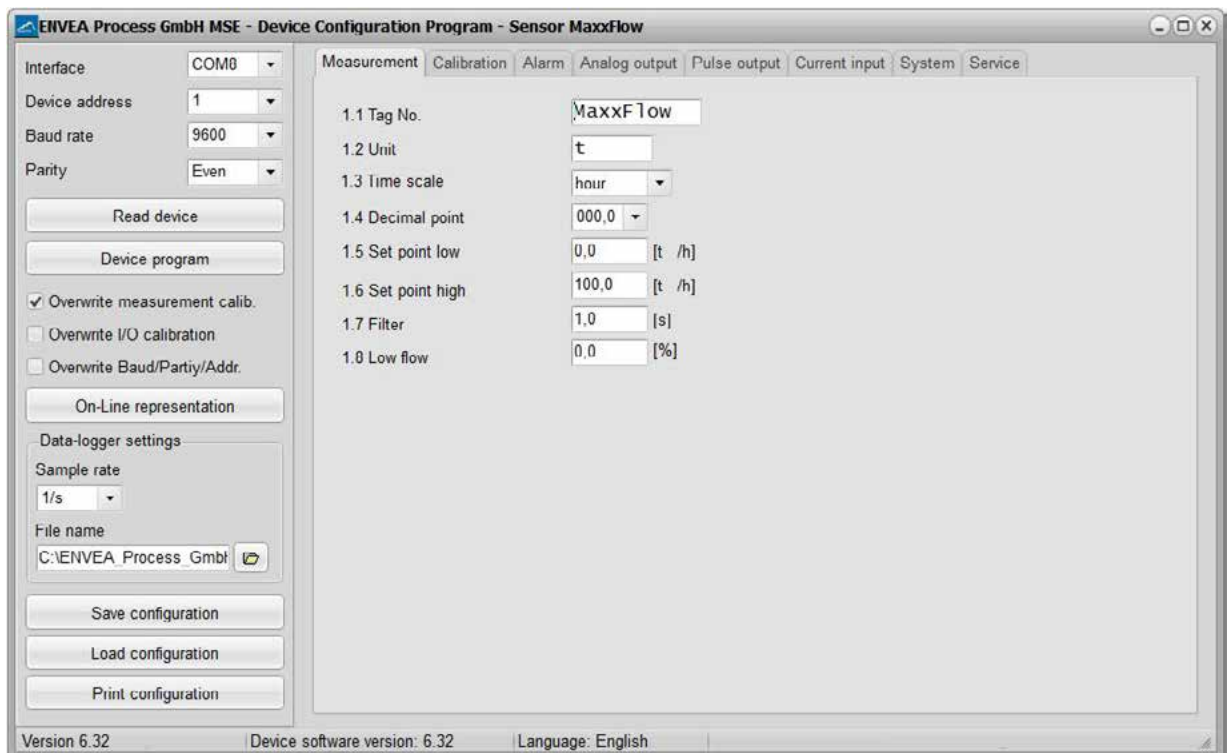 ENVEA Process GmbH MSE - Device Configuration Program - Sensor MaxxFlow
Interface COM8
Device address 1
Baud rate 9600
Parity Even
Read device
Device program
Overwrite measurement calib.
Overwrite I/O calibration
Overwrite Baud/Partiy/Addr.
On-Line representation
Data-logger settings
Sample rate
1/s
File name
C:\ENVEA_Process_Gmbl
Save configuration
Load configuration
Print configuration
Measurement Calibration Alarm Analog output Pulse output Current input System Service
1.1 Tag No. MaxxFlow
1.2 Unit t
1.3 Time scale hour
1.4 Decimal point 000,0
1.5 Set point low 0,0 [t /h]
1.6 Set point high 100,0 [t /h]
1.7 Filter 1,0 [s]
1.8 Low flow 0,0 [%]
Version 6.32 Device software version: 6.32 Language: English